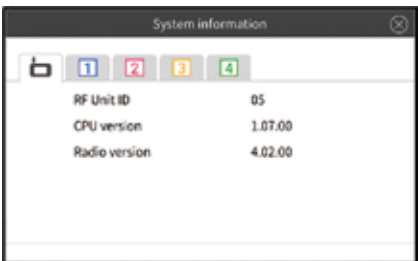 System information
1 2 3 4
RF Unit ID 05
CPU version 1.07.00
Radio version 4.02.00